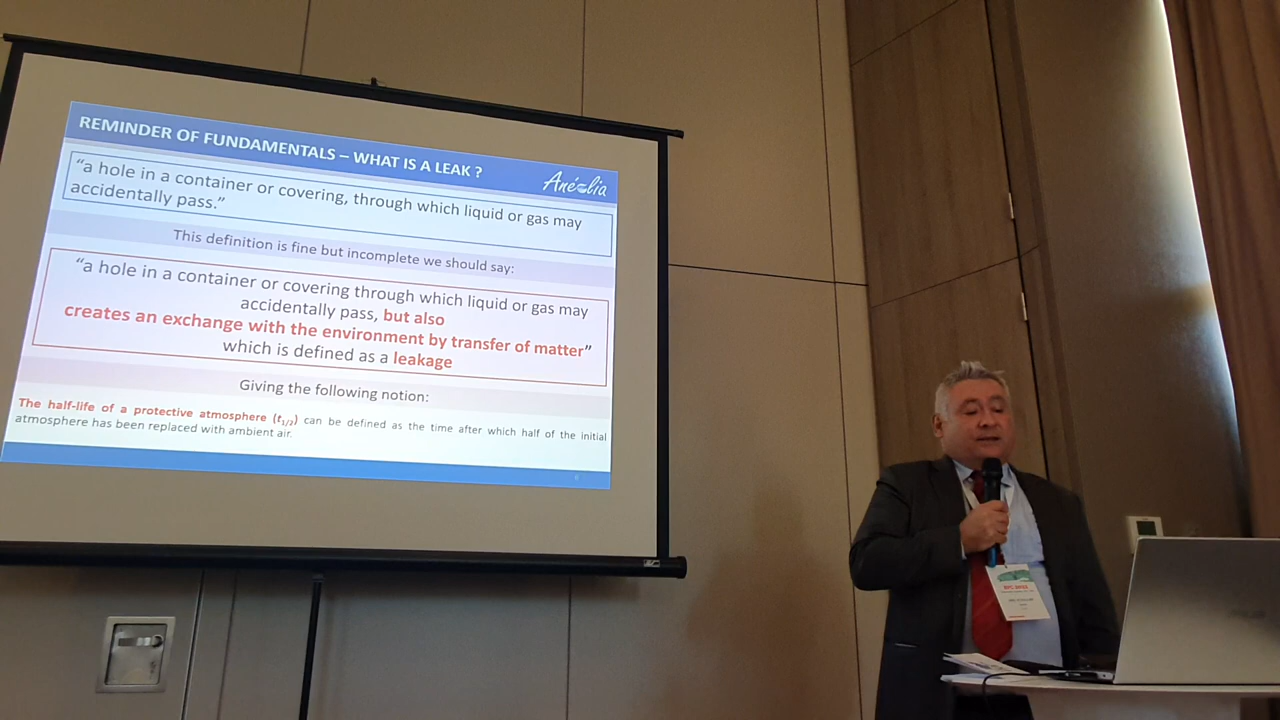 REMINDER OF FUNDAMENTALS – WHAT IS A LEAK ?
Anéolia
“a hole in a container or covering, through which liquid or gas may
accidentally pass.”
This definition is fine but incomplete we should say:
“a hole in a container or covering through which liquid or gas may
accidentally pass, but also
creates an exchange with the environment by transfer of matter”
which is defined as a leakage
Giving the following notion:
The half-life of a protective atmosphere (t1/2) can be defined as the time after which half of the initial
atmosphere has been replaced with ambient air.